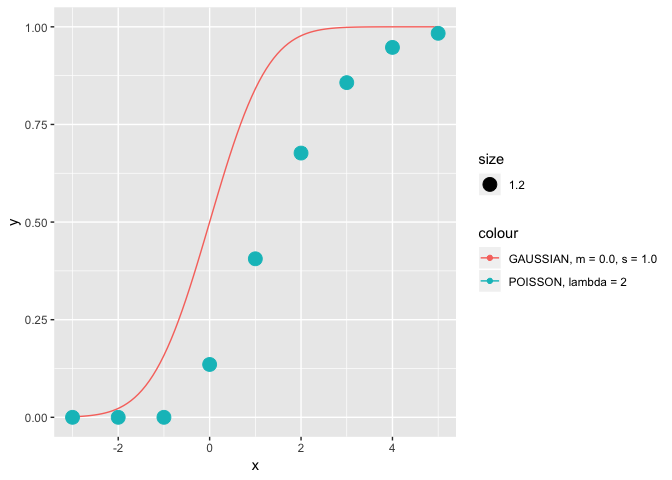 1.00
0.75
0.50
0.25
0.00
y
-2 0 2 4
x
size
1.2
colour
GAUSSIAN, m = 0.0, s = 1.0
POISSON, lambda = 2